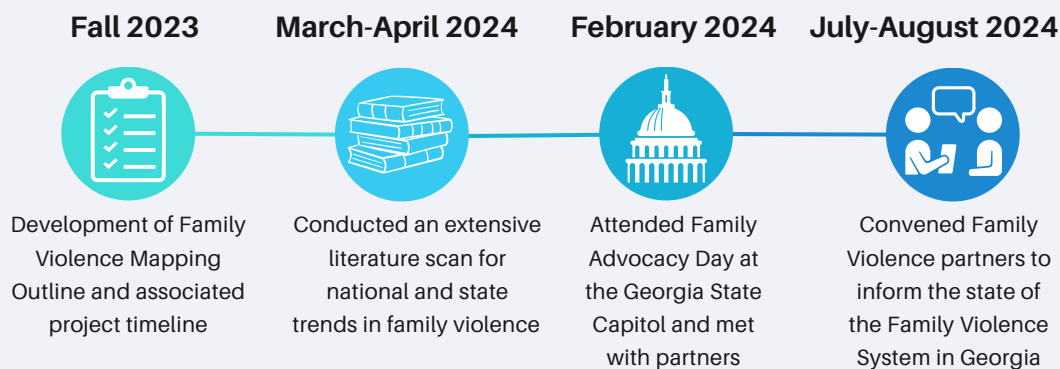 Fall 2023
Development of Family
Violence Mapping
Outline and associated
project timeline
March-April 2024
Conducted an extensive
literature scan for
national and state
trends in family violence
February 2024
Attended Family
Advocacy Day at
the Georgia State
Capitol and met
with partners
July-August 2024
Convened Family
Violence partners to
inform the state of
the Family Violence
System in Georgia